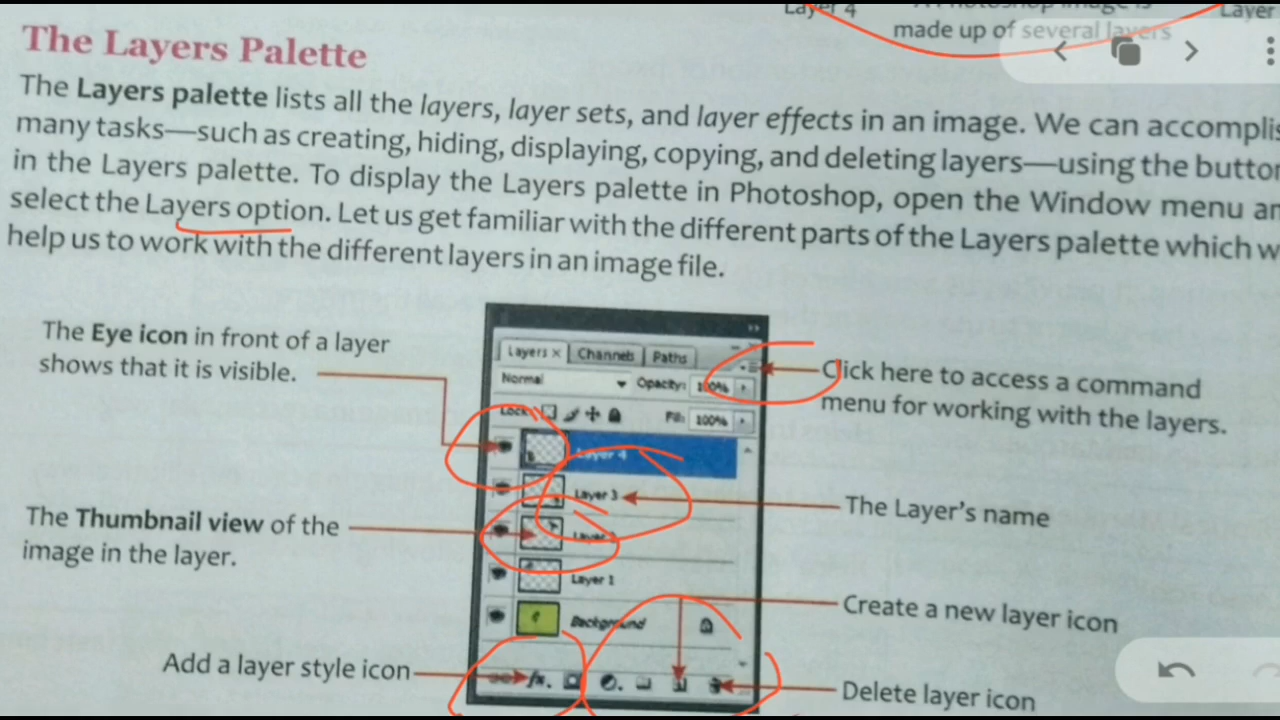 Layer 4
made up of several layers
Layer
The Layers Palette
The Layers palette lists all the layers, layer sets, and layer effects in an image. We can
many tasks—such as creating, hiding, displaying, copying, and deleting layers—using the
in the Layers palette. To display the Layers palette in Photoshop, open the Window menu
select the Layers option. Let us get familiar with the different parts of the Layers palette which
help us to work with the different layers in an image file.
The Eye icon in front of a layer
shows that it is visible.
The Thumbnail view of the
image in the layer.
Add a layer style icon
Layers × Channels Paths
Normal Opacity: 100%
Lock: Fill: 100%
Layer 4
Layer 3
Layer
Layer 1
Background
fx.
Click here to access a command
menu for working with the layers.
The Layer's name
Create a new layer icon
Delete layer icon